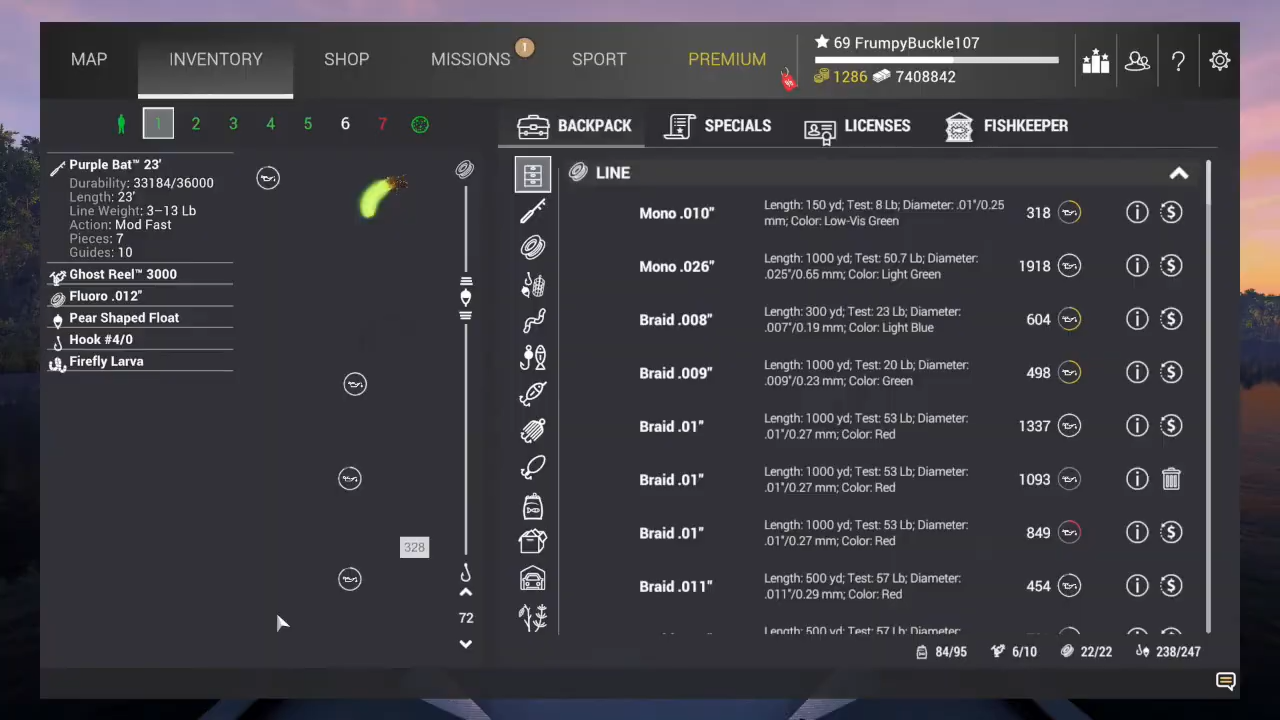 MAP
INVENTORY
SHOP
MISSIONS
1
SPORT
PREMIUM
69 FrumpyBuckle107
1286 7408842
?
1 2 3 4 5 6 7
Purple Bat™ 23'
Durability: 33184/36000
Length: 23'
Line Weight: 3–13 Lb
Action: Mod Fast
Pieces: 7
Guides: 10
Ghost Reel™ 3000
Fluoro .012"
Pear Shaped Float
Hook #4/0
Firefly Larva
328
72
BACKPACK
SPECIALS
LICENSES
FISHKEEPER
LINE
Mono .010"
Length: 150 yd; Test: 8 Lb; Diameter: .01"/0.25
mm; Color: Low-Vis Green
318
Mono .026"
Length: 1000 yd; Test: 50.7 Lb; Diameter:
.025"/0.65 mm; Color: Light Green
1918
Braid .008"
Length: 300 yd; Test: 23 Lb; Diameter:
.007"/0.19 mm; Color: Light Blue
604
Braid .009"
Length: 1000 yd; Test: 20 Lb; Diameter:
.009"/0.23 mm; Color: Green
498
Braid .01"
Length: 1000 yd; Test: 53 Lb; Diameter:
.01"/0.27 mm; Color: Red
1337
Braid .01"
Length: 1000 yd; Test: 53 Lb; Diameter:
.01"/0.27 mm; Color: Red
1093
Braid .01"
Length: 1000 yd; Test: 53 Lb; Diameter:
.01"/0.27 mm; Color: Red
849
Braid .011"
Length: 500 yd; Test: 57 Lb; Diameter:
.011"/0.29 mm; Color: Red
454
Length: 500 yd; Test: 57 Lb; Diameter:
84/95 6/10 22/22 238/247